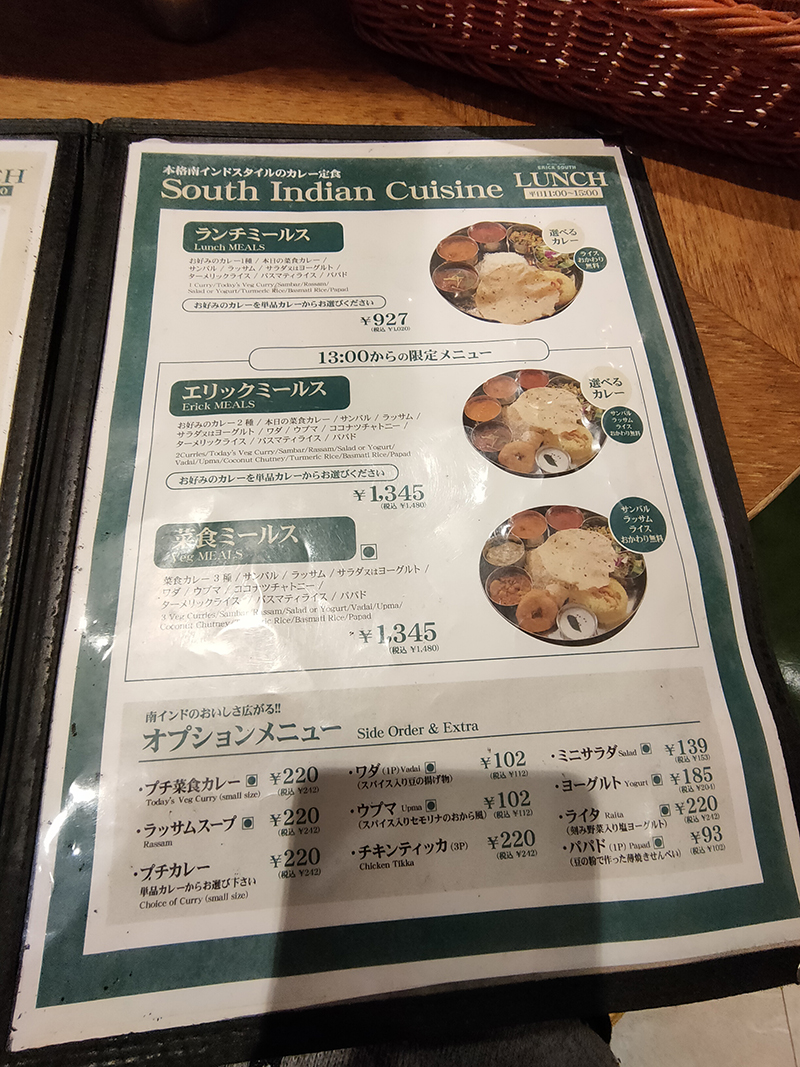 CH
本格南インドスタイルのカレー定食
South Indian Cuisine
ERICK SOUTH
LUNCH
平日11:00~15:00
ランチミールス
Lunch MEALS
お好みのカレー1種 / 本日の菜食カレー /
サンバル / ラッサム / サラダ又はヨーグルト /
ターメリックライス / バスマティライス / パパド
1 Curry/Today's Veg Curry/Sambar/Rassam/
Salad or Yogurt/Turmeric Rice/Basmati Rice/Papad
お好みのカレーを単品カレーからお選びください
¥927
(税込 ¥1,020)
選べる
カレー
ライス
おかわり
無料
13:00からの限定メニュー
エリックミールス
Erick MEALS
お好みのカレー2種 / 本日の菜食カレー / サンバル / ラッサム /
サラダ又はヨーグルト / ワダ / ウプマ / ココナツチャトニー /
ターメリックライス / バスマティライス / パパド
2Curries/Today's Veg Curry/Sambar/Rassam/Salad or Yogurt/
Vadai/Upma/Coconut Chutney/Turmeric Rice/Basmati Rice/Papad
お好みのカレーを単品カレーからお選びください
¥1,345
(税込 ¥1,480)
選べる
カレー
サンバル
ラッサム
ライス
おかわり無料
菜食ミールス
Veg MEALS
菜食カレー 3 種 / サンバル / ラッサム / サラダ又はヨーグルト /
ワダ / ウプマ / ココナツチャトニー /
ターメリックライス / バスマティライス / パパド
3 Veg Curries/Sambar/Rassam/Salad or Yogurt/Vadai/Upma/
Coconut Chutney/ Rice/Basmati Rice/Papad
¥1,345
(税込 ¥1,480)
サンバル
ラッサム
ライス
おかわり無料
南インドのおいしさ広がる!!
オプションメニュー Side Order & Extra
・プチ菜食カレー ¥220
Today's Veg Curry (small size) (税込 ¥242)
・ラッサムスープ ¥220
Rassam (税込 ¥242)
・プチカレー ¥220
単品カレーからお選び下さい (税込 ¥242)
Choice of Curry (small size)
・ワダ (1P) Vadai ¥102
(スパイス入り豆の揚げ物) (税込 ¥112)
・ウプマ Upma ¥102
(スパイス入りセモリナのおから風) (税込 ¥112)
・チキンティッカ (3P) ¥220
Chicken Tikka (税込 ¥242)
・ミニサラダ Salad ¥139
(税込 ¥153)
・ヨーグルト Yogurt ¥185
(税込 ¥204)
・ライタ Raita ¥220
(刻み野菜入り塩ヨーグルト) (税込 ¥242)
・パパド (1P) Papad ¥93
(豆の粉で作った薄焼きせんべい) (税込 ¥102)